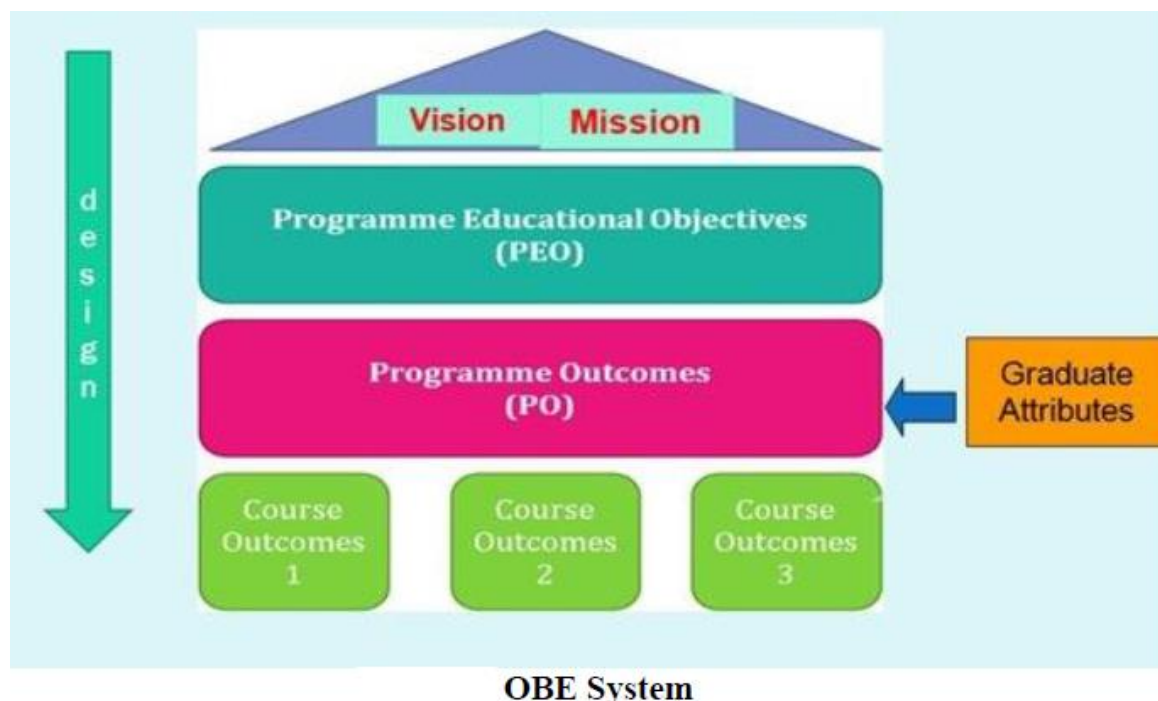 Vision Mission
design
Programme Educational Objectives
(PEO)
Programme Outcomes
(PO)
Graduate
Attributes
Course
Outcomes
1
Course
Outcomes
2
Course
Outcomes
3
OBE System